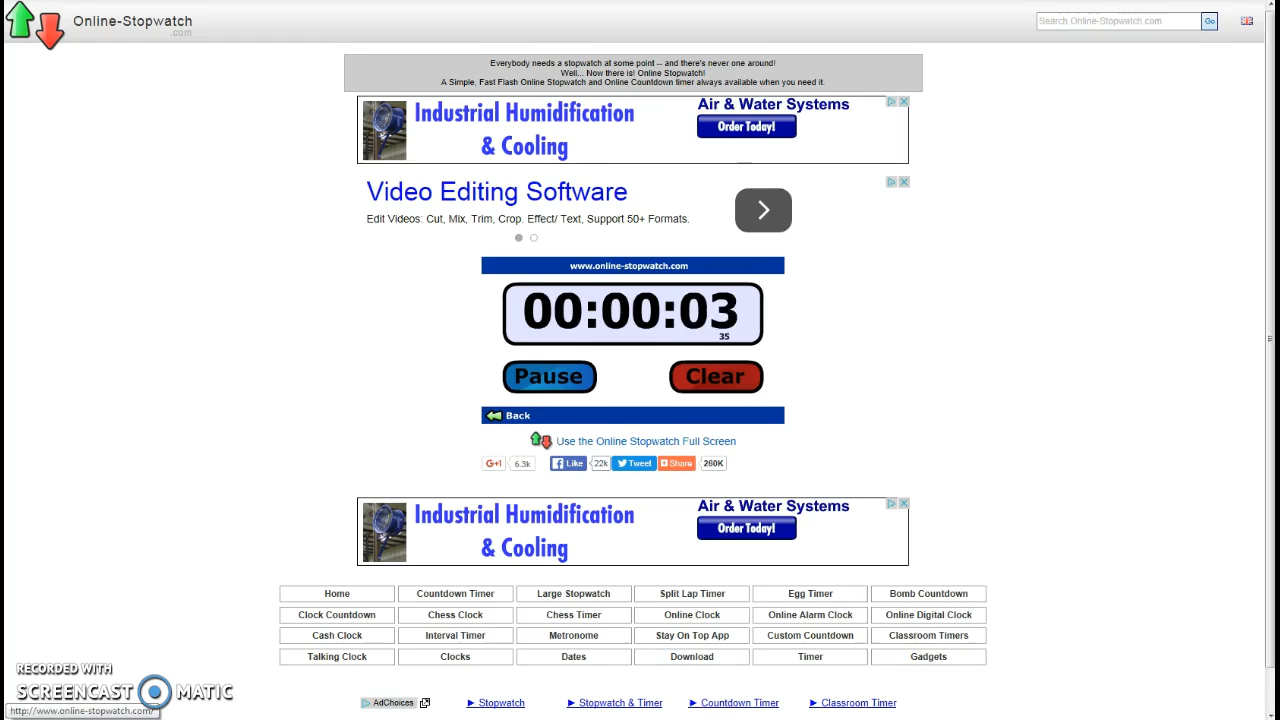 Online-Stopwatch
.com
Search Online-Stopwatch.com
Go
Everybody needs a stopwatch at some point -- and there's never one around!
Well... Now there is! Online Stopwatch!
A Simple, Fast Flash Online Stopwatch and Online Countdown timer always available when you need it.
Industrial Humidification
& Cooling
Air & Water Systems
Order Today!
Video Editing Software
Edit Videos: Cut, Mix, Trim, Crop. Effect/ Text, Support 50+ Formats.
www.online-stopwatch.com
00:00:03
35
Pause Clear
Back
Use the Online Stopwatch Full Screen
G+1 6.3k Like 22k Tweet Share 260K
Industrial Humidification
& Cooling
Air & Water Systems
Order Today!
Home Countdown Timer Large Stopwatch Split Lap Timer Egg Timer Bomb Countdown
Clock Countdown Chess Clock Chess Timer Online Clock Online Alarm Clock Online Digital Clock
Cash Clock Interval Timer Metronome Stay On Top App Custom Countdown Classroom Timers
Talking Clock Clocks Dates Download Timer Gadgets
RECORDED WITH
SCREENCAST MATIC
AdChoices Stopwatch Stopwatch & Timer Countdown Timer Classroom Timer
http://www.online-stopwatch.com/